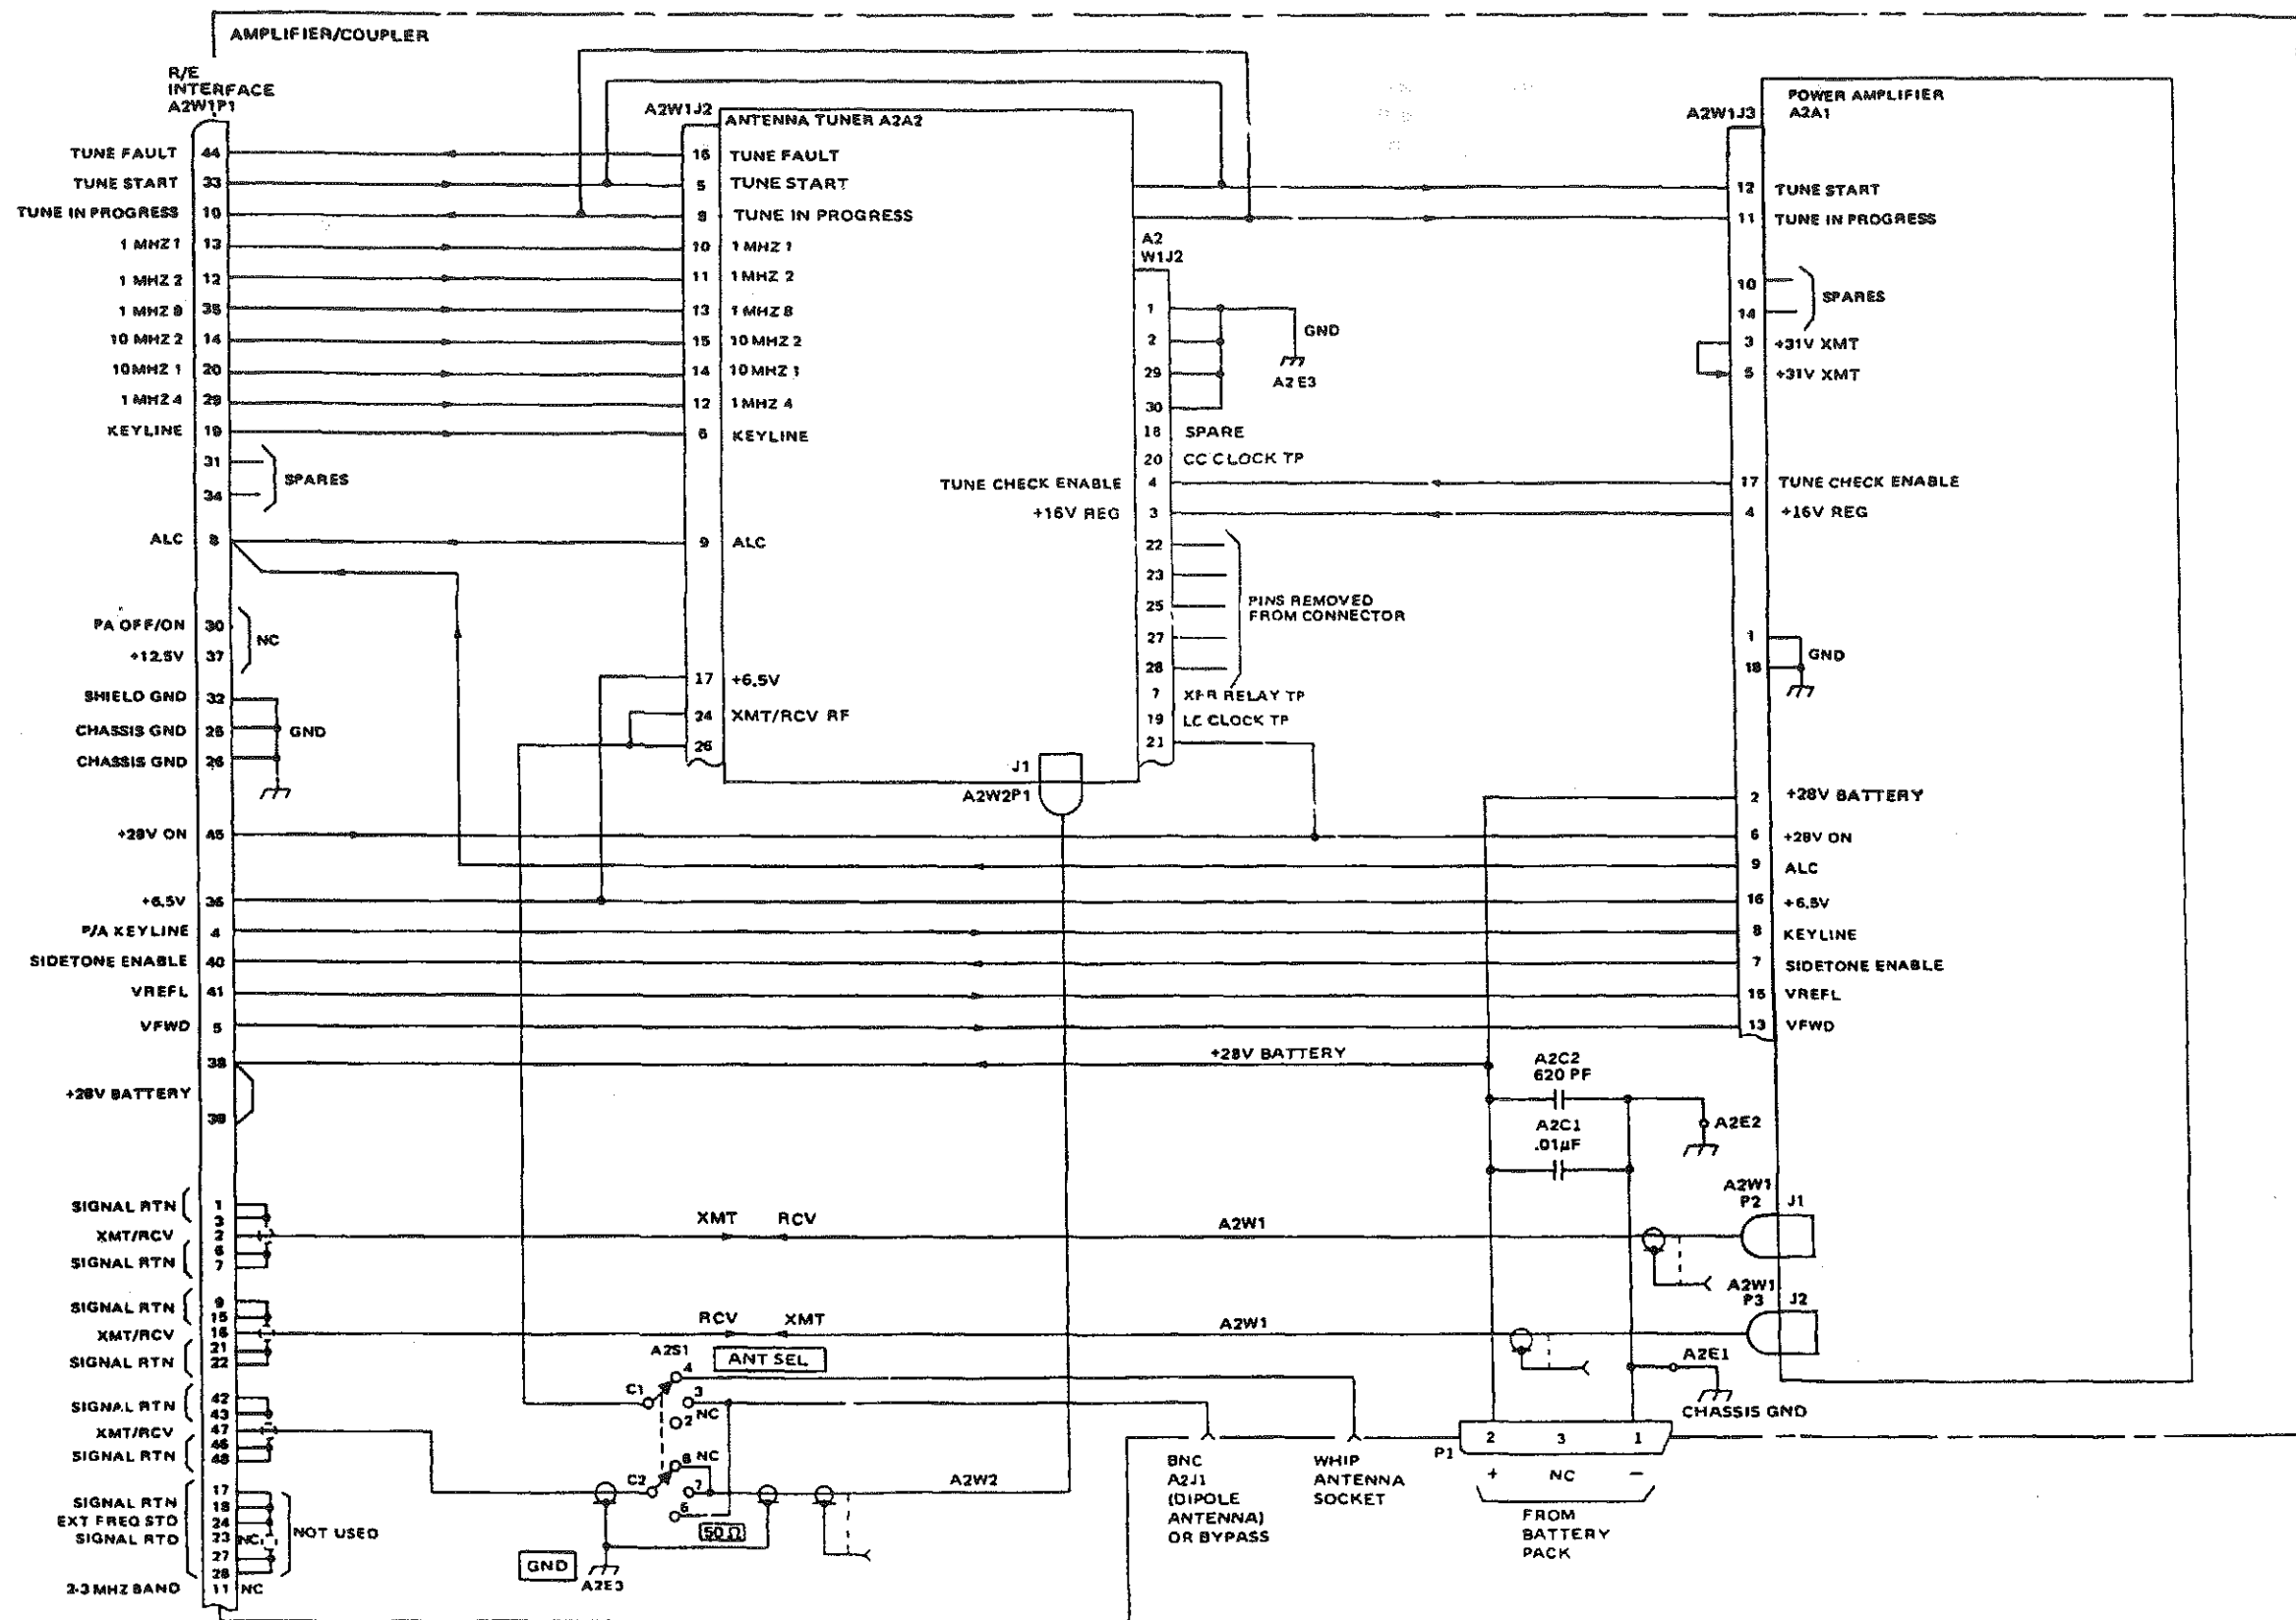 AMPLIFIER/COUPLER
R/E
INTERFACE
A2W1P1
TUNE FAULT 44
TUNE START 33
TUNE IN PROGRESS 10
1 MHZ 1 13
1 MHZ 2 12
1 MHZ 8 35
10 MHZ 2 14
10MHZ 1 20
1 MHZ 4 29
KEYLINE 19
31
34
SPARES
ALC 8
PA OFF/ON 30
+12.5V 37
NC
SHIELD GND 32
CHASSIS GND 25
CHASSIS GND 26
GND
+28V ON 45
+6.5V 36
P/A KEYLINE 4
SIDETONE ENABLE 40
VREFL 41
VFWD 5
38
+28V BATTERY
39
SIGNAL RTN 1
3
XMT/RCV 2
6
SIGNAL RTN 7
SIGNAL RTN 9
15
XMT/RCV 16
21
SIGNAL RTN 22
SIGNAL RTN 42
43
XMT/RCV 47
46
SIGNAL RTN 48
17
SIGNAL RTN 18
EXT FREQ STD 24
SIGNAL RTD 23 NC
27
28
NOT USED
2-3 MHZ BAND 11 NC
A2W1J2
ANTENNA TUNER A2A2
16 TUNE FAULT
5 TUNE START
8 TUNE IN PROGRESS
10 1 MHZ 1
11 1 MHZ 2
13 1 MHZ 8
15 10 MHZ 2
14 10 MHZ 1
12 1 MHZ 4
6 KEYLINE
9 ALC
17 +6.5V
24 XMT/RCV RF
26
J1
A2W2P1
A2
W1J2
1
2
29
30
GND
A2E3
18 SPARE
20 CC CLOCK TP
TUNE CHECK ENABLE 4
+16V REG 3
22
23
25
27
28
PINS REMOVED
FROM CONNECTOR
7 XFR RELAY TP
19 LC CLOCK TP
21
A2W1J3
POWER AMPLIFIER
A2A1
12 TUNE START
11 TUNE IN PROGRESS
10
14
SPARES
3 +31V XMT
5 +31V XMT
17 TUNE CHECK ENABLE
4 +16V REG
1
18
GND
2 +28V BATTERY
6 +28V ON
9 ALC
16 +6.5V
8 KEYLINE
7 SIDETONE ENABLE
15 VREFL
13 VFWD
+28V BATTERY
A2C2
620 PF
A2C1
.01µF
A2E2
XMT RCV
A2W1
A2W1
P2
J1
RCV XMT
A2W1
A2W1
P3
J2
A2E1
CHASSIS GND
A2S1
ANT SEL
C1
4
3
NC
2
C2
8 NC
7
6
50 Ω
GND
A2E3
A2W2
BNC
A2J1
(DIPOLE
ANTENNA)
OR BYPASS
WHIP
ANTENNA
SOCKET
P1
2 3 1
+ NC −
FROM
BATTERY
PACK